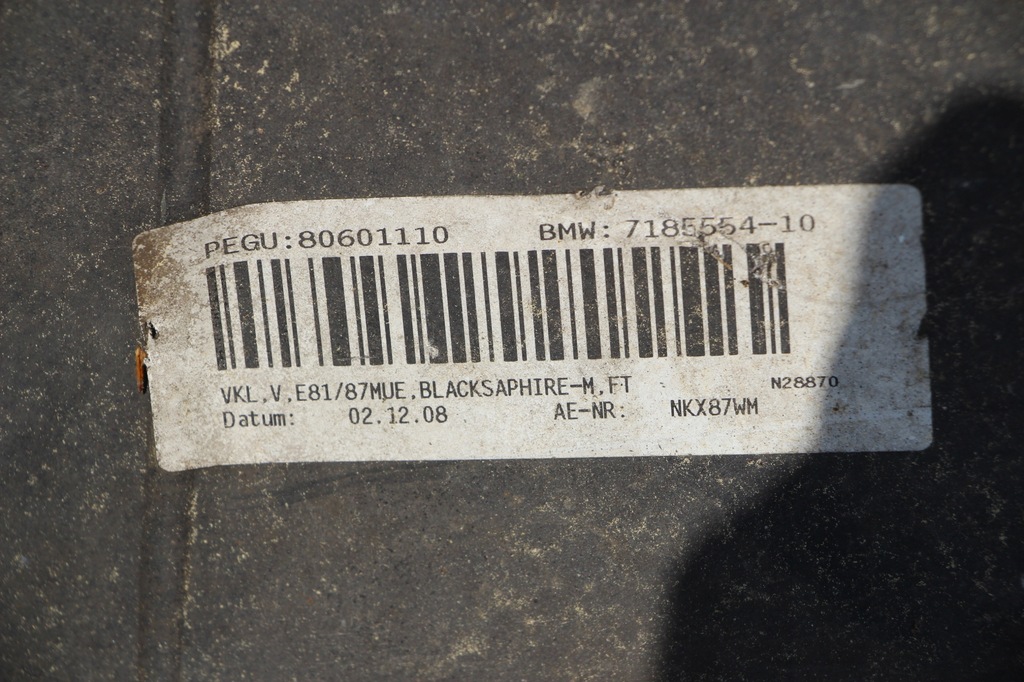 PEGU:80601110 BMW: 7185554-10
VKL,V,E81/87MUE,BLACKSAPHIRE-M,FT N28870
Datum: 02.12.08 AE-NR: NKX87WM